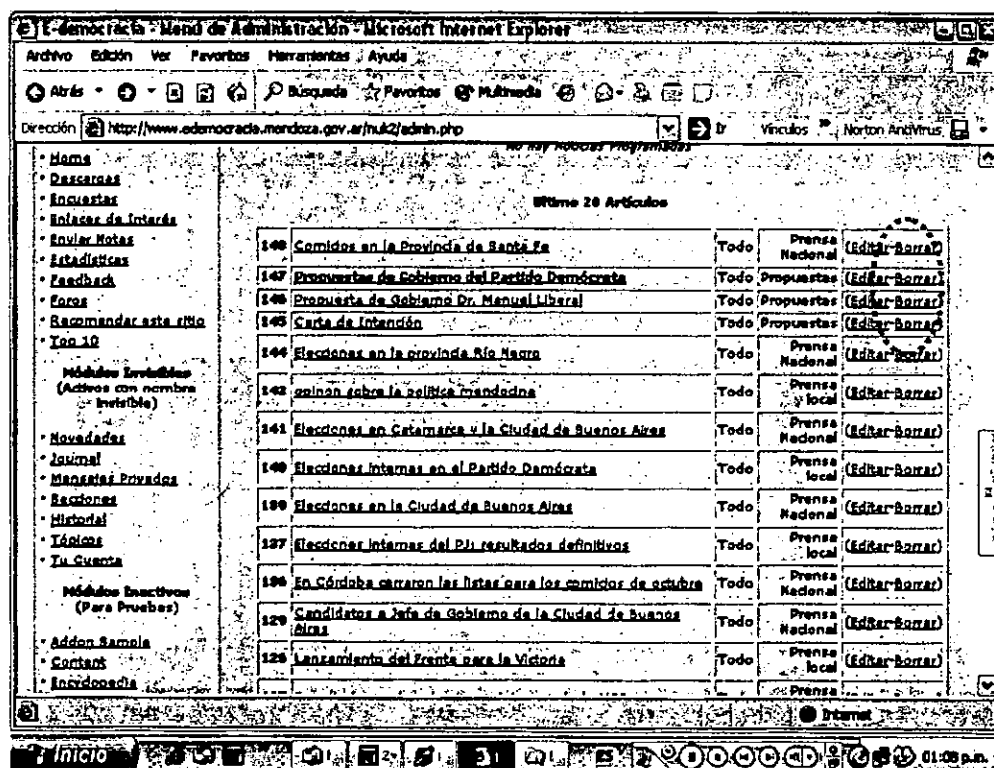 E-democracia - Menú de Administración - Microsoft Internet Explorer
Archivo Edición Ver Favoritos Herramientas Ayuda
Atrás Búsqueda Favoritos Multimedia
Dirección http://www.edemocracia.mendoza.gov.ar/nuk2/admin.php Ir Vínculos Norton AntiVirus
No hay Noticias Programadas
· Home
· Descargas
· Encuestas
· Enlaces de Interés
· Enviar Notas
· Estadísticas
· Feedback
· Foros
· Recomendar este sitio
· Top 10
Módulos Invisibles
(Activos con nombre
invisible)
· Novedades
· Journal
· Mensajes Privados
· Secciones
· Historial
· Tópicos
· Tu Cuenta
Módulos Inactivos
(Para Pruebas)
· Addon Sample
· Content
· Encyclopedia
Ultimo 20 Artículos
Comicios en la Provincia de Santa Fe Todo Prensa Nacional (Editar-Borrar)
147 Propuestas de Gobierno del Partido Demócrata Todo Propuestas (Editar-Borrar)
146 Propuesta de Gobierno Dr. Manuel Liberal Todo Propuestas (Editar-Borrar)
145 Carta de Intención Todo Propuestas (Editar-Borrar)
144 Elecciones en la provincia Río Negro Todo Prensa Nacional (Editar-Borrar)
142 opinon sobre la política mendocina Todo Prensa y local (Editar-Borrar)
141 Elecciones en Catamarca y la Ciudad de Buenos Aires Todo Prensa Nacional (Editar-Borrar)
140 Elecciones internas en el Partido Demócrata Todo Prensa local (Editar-Borrar)
Elecciones en la Ciudad de Buenos Aires Todo Prensa Nacional (Editar-Borrar)
137 Elecciones internas del PJ: resultados definitivos Todo Prensa local (Editar-Borrar)
En Córdoba cerraron las listas para los comicios de octubre Todo Prensa Nacional (Editar-Borrar)
129 Candidatos a Jefe de Gobierno de la Ciudad de Buenos
Aires Todo Prensa Nacional (Editar-Borrar)
Lanzamiento del Frente para la Victoria Todo Prensa local (Editar-Borrar)
Prensa
Internet
Inicio ES 01:08 p.m.